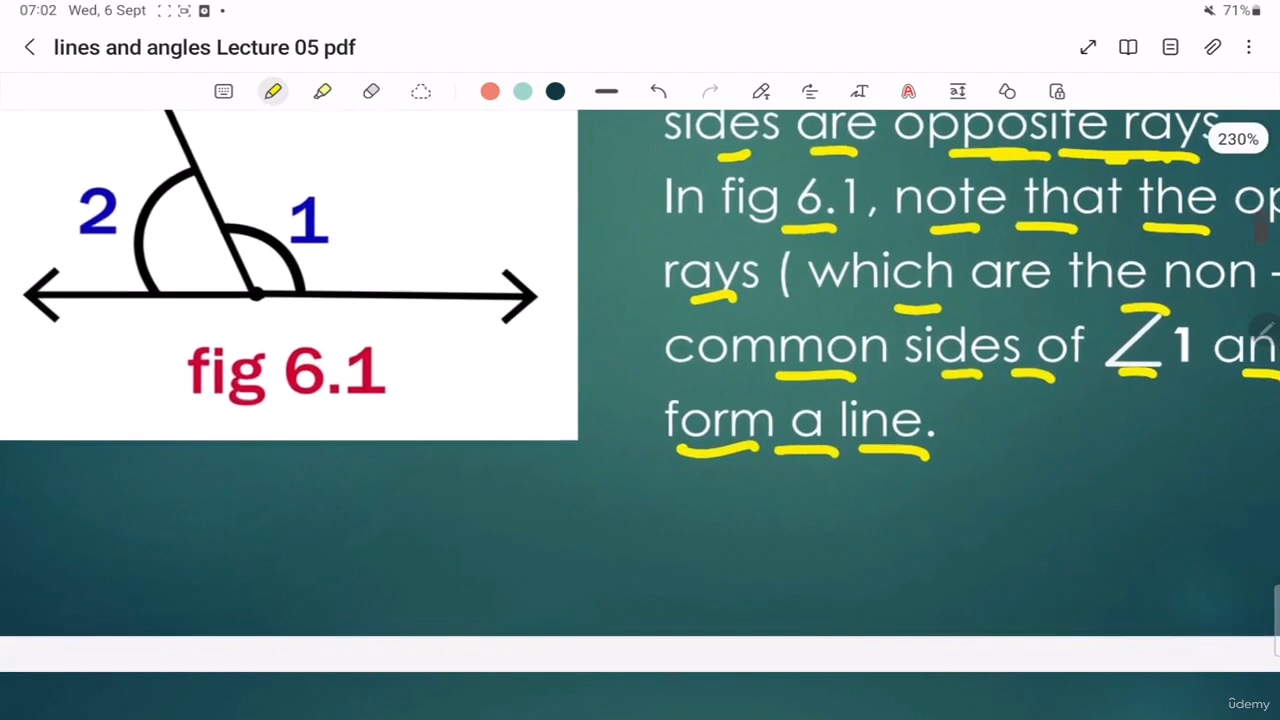 07:02 Wed, 6 Sept
71%
lines and angles Lecture 05 pdf
sides are opposite rays
230%
In fig 6.1, note that the op
rays ( which are the non -
common sides of ∠1 an
form a line.
2
1
fig 6.1
ûdemy